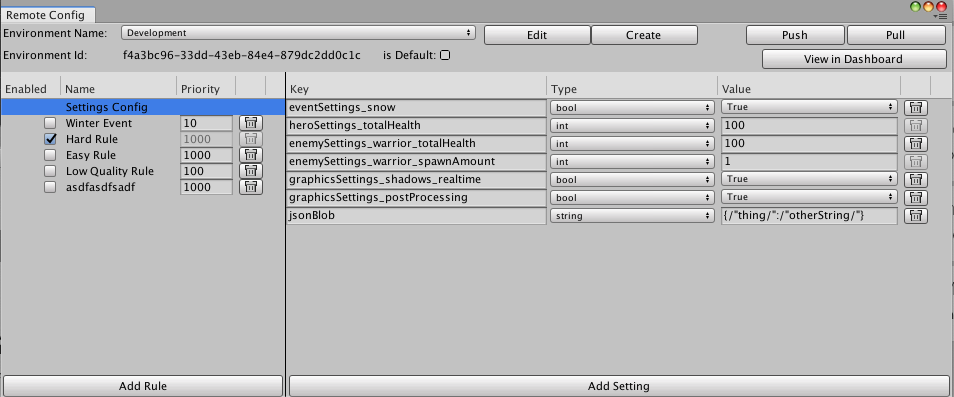 Remote Config
Environment Name: Development Edit Create Push Pull
Environment Id: f4a3bc96-33dd-43eb-84e4-879dc2dd0c1c is Default: View in Dashboard
Enabled Name Priority
Settings Config
Winter Event 10
Hard Rule 1000
Easy Rule 1000
Low Quality Rule 100
asdfasdfsadf 1000
Add Rule
Key Type Value
eventSettings_snow bool True
heroSettings_totalHealth int 100
enemySettings_warrior_totalHealth int 100
enemySettings_warrior_spawnAmount int 1
graphicsSettings_shadows_realtime bool True
graphicsSettings_postProcessing bool True
jsonBlob string {/"thing/":/"otherString/"}
Add Setting